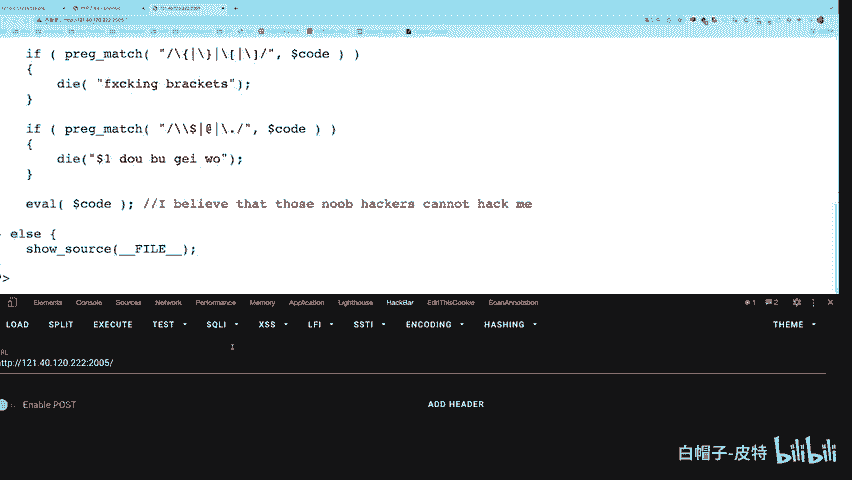 if ( preg_match( "/\{|\}|\[|\]/", $code ) )
{
die( "fxcking brackets");
}
if ( preg_match( "/\\$|@|\./", $code ) )
{
die("$1 dou bu gei wo");
}
eval( $code ); //I believe that those noob hackers cannot hack me
else {
show_source(__FILE__);
?>
Elements Console Sources Network Performance Memory Application Lighthouse HackBar EditThisCookie ScanAnnotation 1 2
LOAD SPLIT EXECUTE TEST SQLI XSS LFI SSTI ENCODING HASHING THEME
http://121.40.120.222:2005/
Enable POST ADD HEADER
白帽子-皮特 bilibili